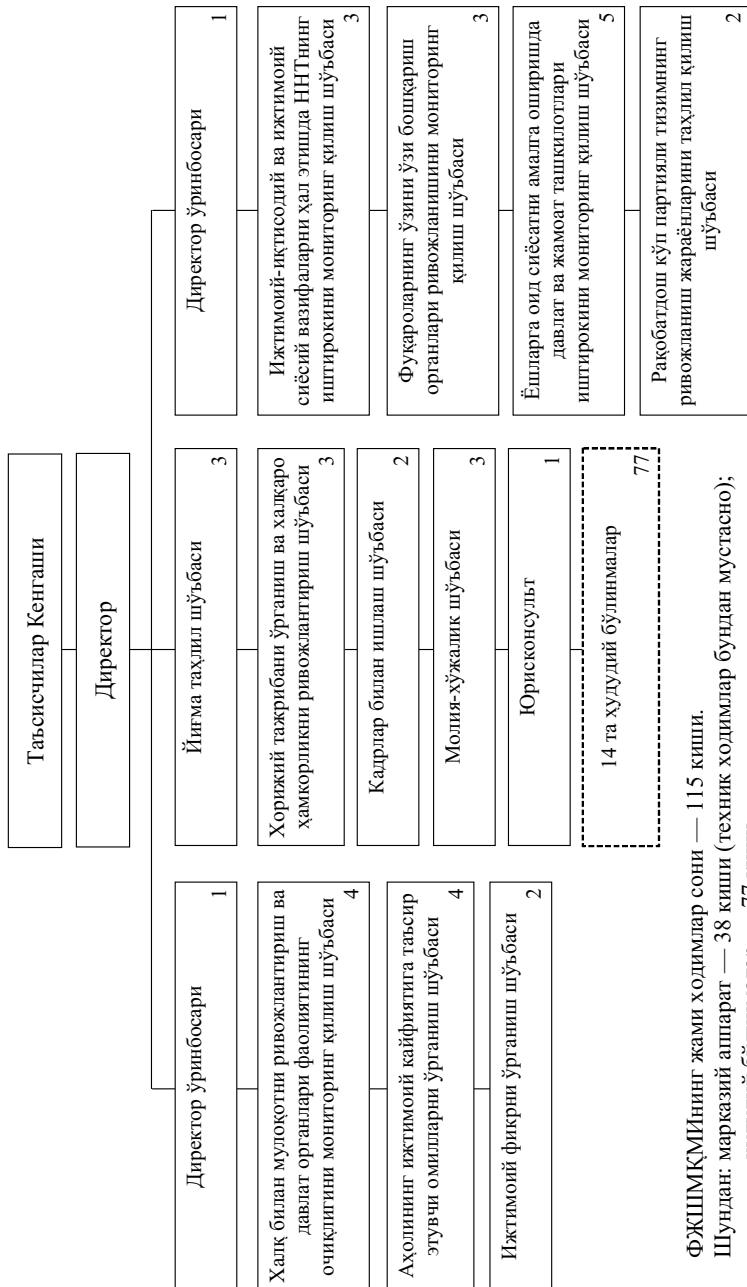 Таъсисчилар Кенгаши
Директор
Директор ўринбосари
1
Халқ билан мулоқотни ривожлантириш ва
давлат органлари фаолиятининг
очиқлигини мониторинг қилиш шўъбаси
4
Аҳолининг ижтимоий кайфиятига таъсир
этувчи омилларни ўрганиш шўъбаси
4
Ижтимоий фикрни ўрганиш шўъбаси
2
Йиғма таҳлил шўъбаси
3
Хорижий тажрибани ўрганиш ва халқаро
ҳамкорликни ривожлантириш шўъбаси
3
Кадрлар билан ишлаш шўъбаси
2
Молия-хўжалик шўъбаси
3
Юрисконсульт
1
14 та ҳудудий бўлинмалар
77
Директор ўринбосари
1
Ижтимоий-иқтисодий ва ижтимоий
сиёсий вазифаларни ҳал этишда ННТнинг
иштирокини мониторинг қилиш шўъбаси
3
Фуқароларнинг ўзини ўзи бошқариш
органлари ривожланишини мониторинг
қилиш шўъбаси
3
Ёшларга оид сиёсатни амалга оширишда
давлат ва жамоат ташкилотлари
иштирокини мониторинг қилиш шўъбаси
5
Рақобатдош кўп партияли тизимнинг
ривожланиш жараёнларини таҳлил қилиш
шўъбаси
2
ФЖШМҚМИнинг жами ходимлар сони — 115 киши.
Шундан: марказий аппарат — 38 киши (техник ходимлар бундан мустасно);